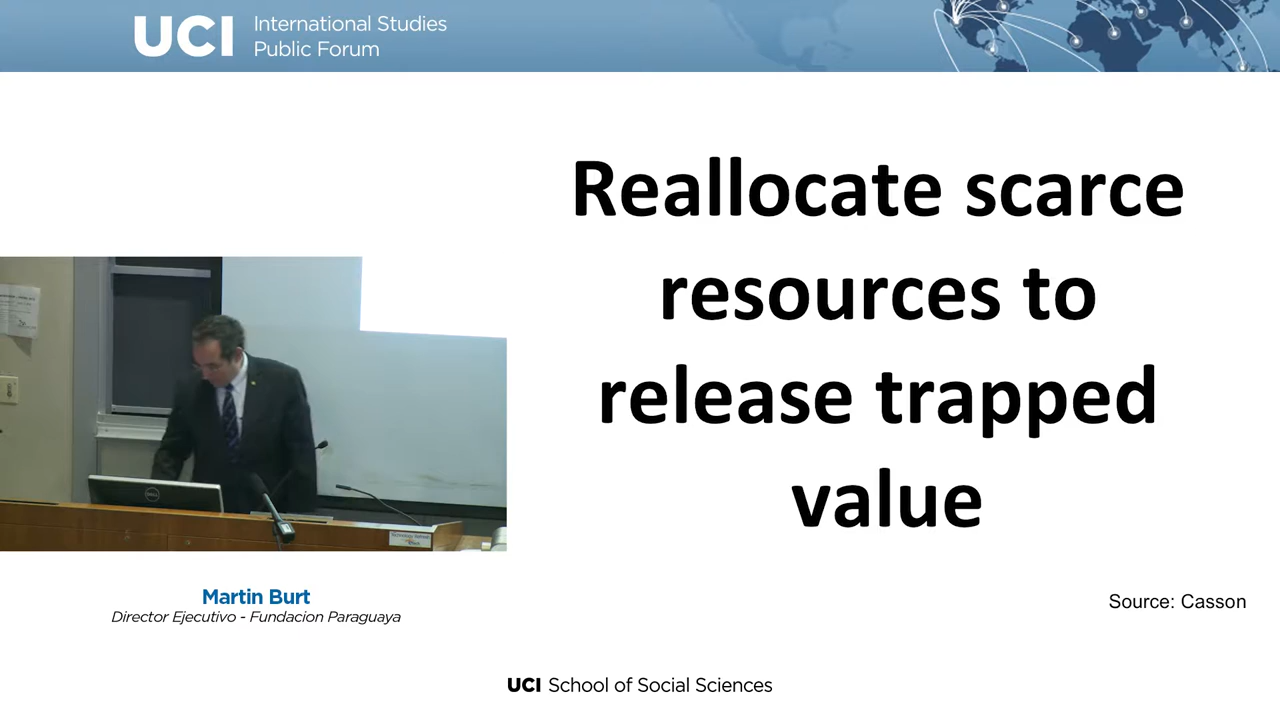 UCI International Studies
Public Forum
Reallocate scarce
resources to
release trapped
value
DELL
Martin Burt
Director Ejecutivo - Fundacion Paraguaya
Source: Casson
UCI School of Social Sciences